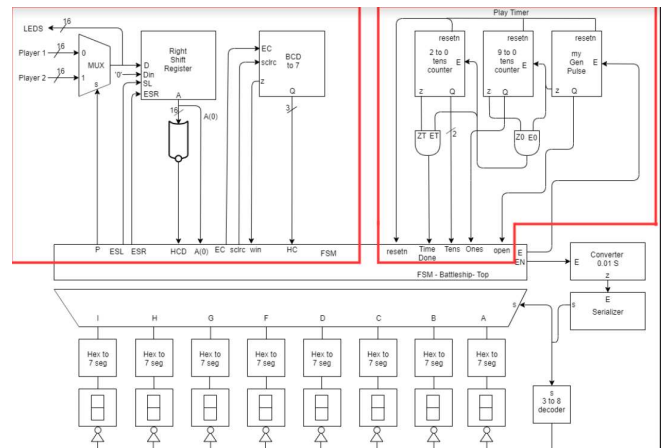 Play Timer
LEDS
16
Player 1
16
0
Player 2
16
1
MUX
s
D
'0'
Din
SL
ESR
Right
Shift
Register
A
16
A(0)
EC
sclrc
z
BCD
to 7
Q
3
resetn
2 to 0
tens
counter
E
z
Q
resetn
9 to 0
tens
counter
z
Q
resetn
my
Gen
Pulse
E
z
Q
ZT
ET
2
Z0
E0
P
ESL
ESR
HCD
A(0)
EC
sclrc
win
HC
FSM
resetn
Time
Done
Tens
Ones
open
E
EN
FSM - Battleship- Top
E
Converter
0.01 S
z
E
Serializer
s
s
I
H
G
F
D
C
B
A
Hex to
7 seg
Hex to
7 seg
Hex to
7 seg
Hex to
7 seg
Hex to
7 seg
Hex to
7 seg
Hex to
7 seg
Hex to
7 seg
s
3 to 8
decoder